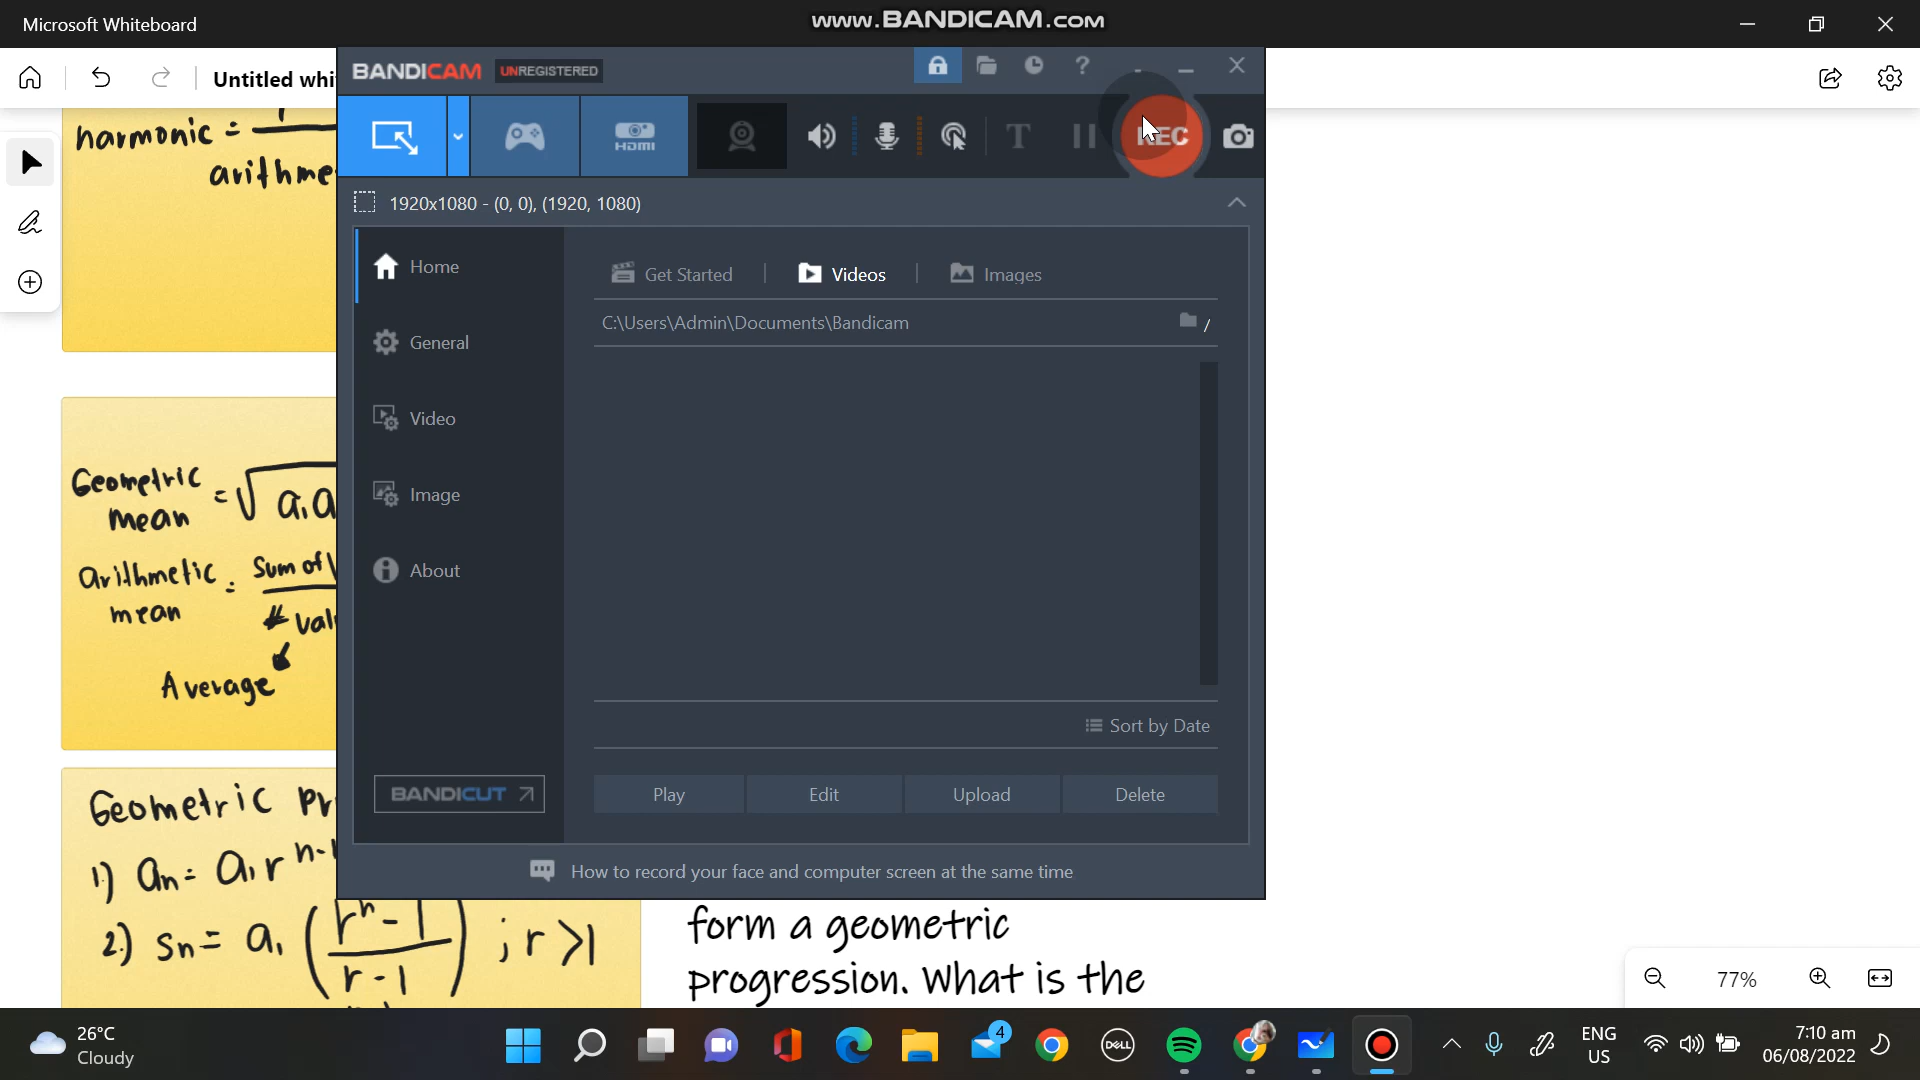 Microsoft Whiteboard
www.BANDICAM.COM
Untitled whi
BANDICAM UNREGISTERED
?
HDMI
T
REC
1920x1080 - (0, 0), (1920, 1080)
Home
General
Video
Image
About
BANDICUT
Get Started
Videos
Images
C:\Users\Admin\Documents\Bandicam
/
Sort by Date
Play
Edit
Upload
Delete
How to record your face and computer screen at the same time
harmonic =
arithme
Geometric
mean
= √a₁a
arithmetic
mean
= Sum of
# val
Average
Geometric Pr
1.) an = a₁ r^n-1
2.) Sn = a₁ (r^n - 1 / r - 1) ; r > 1
form a geometric
progression. What is the
77%
26°C
Cloudy
4
DELL
ENG
US
7:10 am
06/08/2022